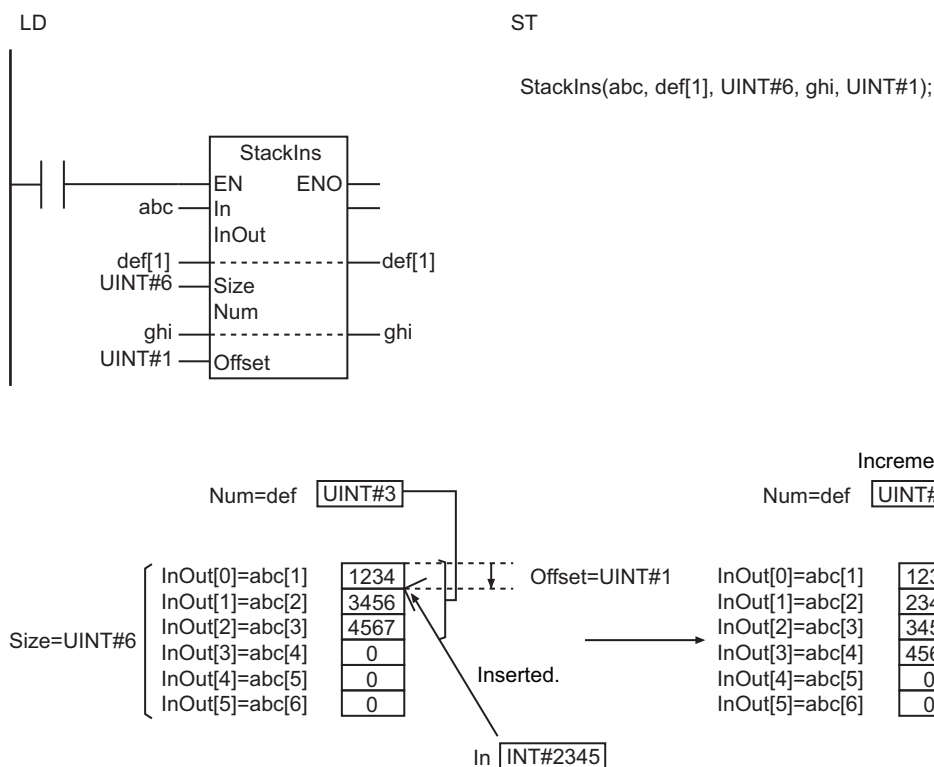 LD
ST
StackIns(abc, def[1], UINT#6, ghi, UINT#1);
StackIns
EN ENO
abc In
InOut
def[1] def[1]
UINT#6 Size
Num
ghi ghi
UINT#1 Offset
Num=def UINT#3
Size=UINT#6
InOut[0]=abc[1] 1234
InOut[1]=abc[2] 3456
InOut[2]=abc[3] 4567
InOut[3]=abc[4] 0
InOut[4]=abc[5] 0
InOut[5]=abc[6] 0
Offset=UINT#1
Inserted.
In INT#2345
Num=def
InOut[0]=abc[1]
InOut[1]=abc[2]
InOut[2]=abc[3]
InOut[3]=abc[4]
InOut[4]=abc[5] 0
InOut[5]=abc[6] 0